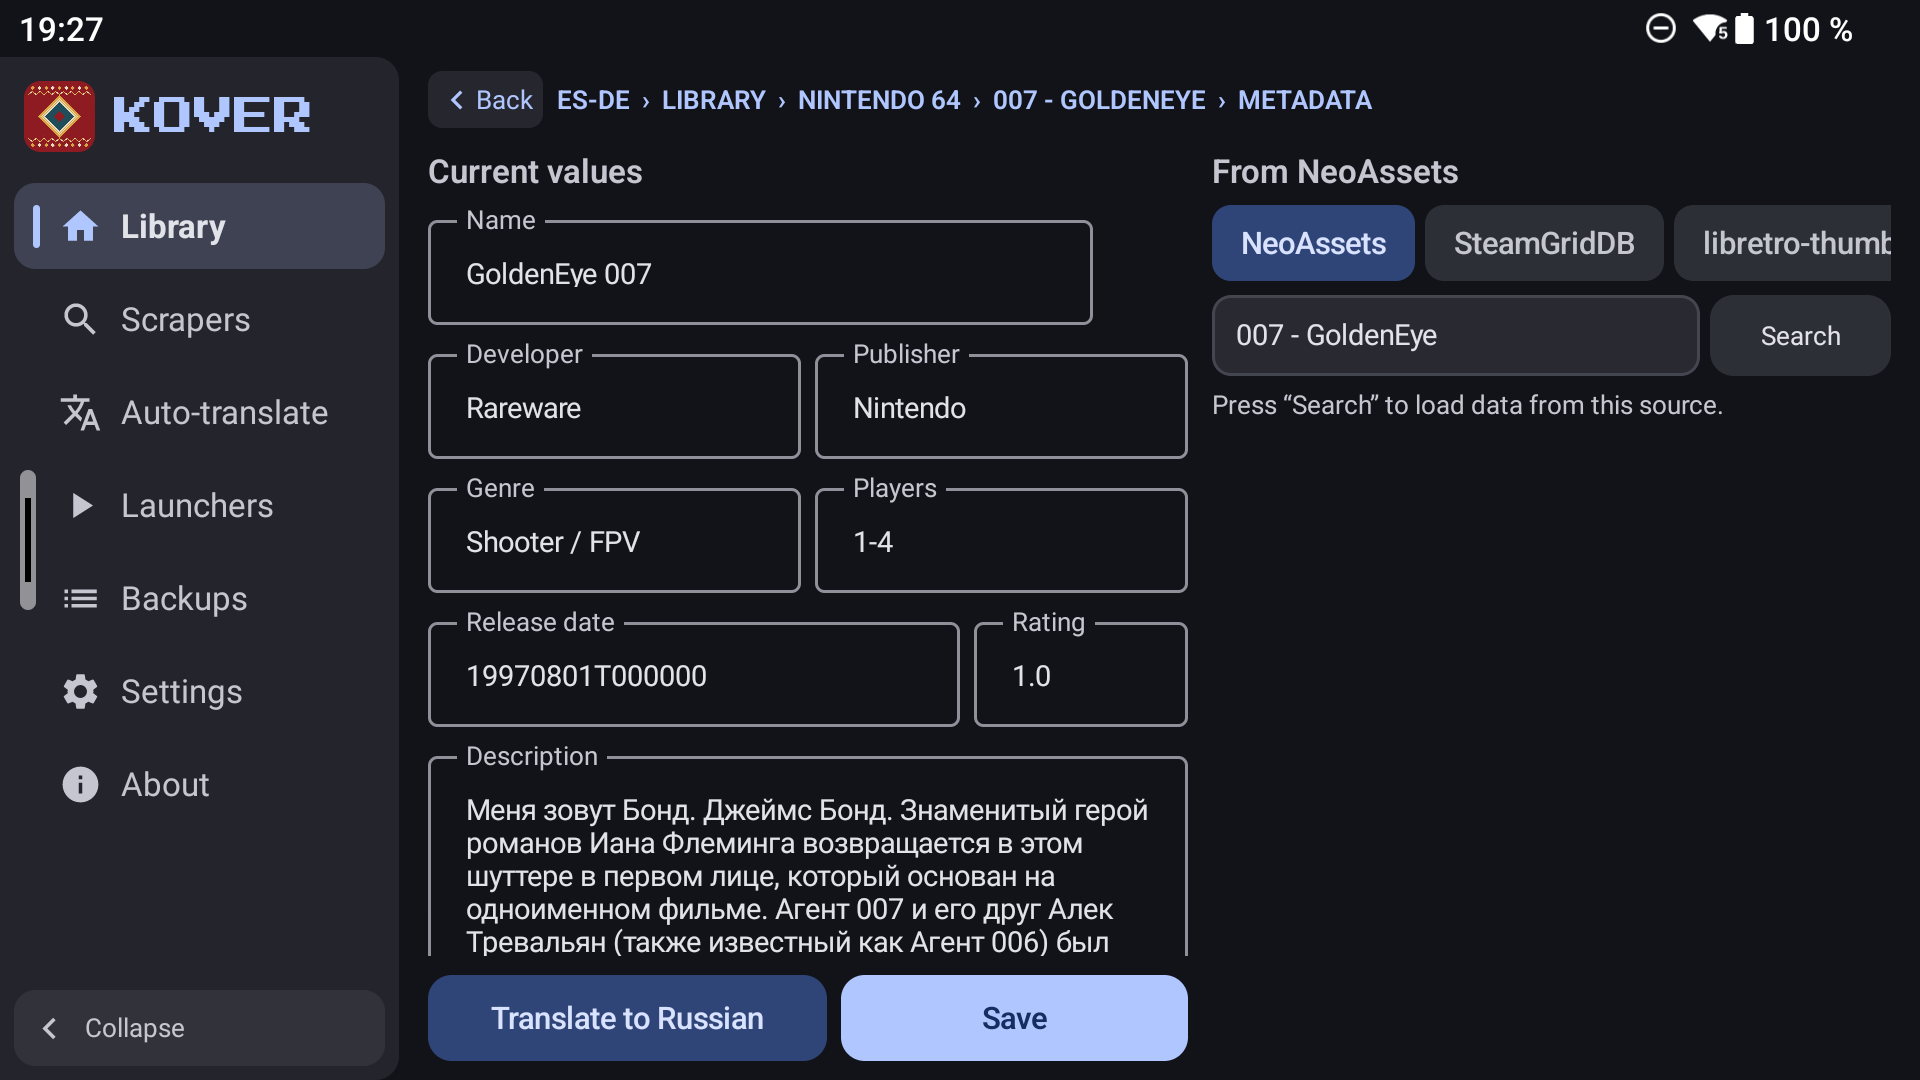 19:27
5 100 %
KOVER
Library
Scrapers
Auto-translate
Launchers
Backups
Settings
About
Collapse
Back ES-DE › LIBRARY › NINTENDO 64 › 007 - GOLDENEYE › METADATA
Current values
Name
GoldenEye 007
Developer
Rareware
Publisher
Nintendo
Genre
Shooter / FPV
Players
1-4
Release date
19970801T000000
Rating
1.0
Description
Меня зовут Бонд. Джеймс Бонд. Знаменитый герой
романов Иана Флеминга возвращается в этом
шуттере в первом лице, который основан на
одноименном фильме. Агент 007 и его друг Алек
Тревальян (также известный как Агент 006) был
Translate to Russian
Save
From NeoAssets
NeoAssets
SteamGridDB
libretro-thumb
007 - GoldenEye
Search
Press “Search” to load data from this source.